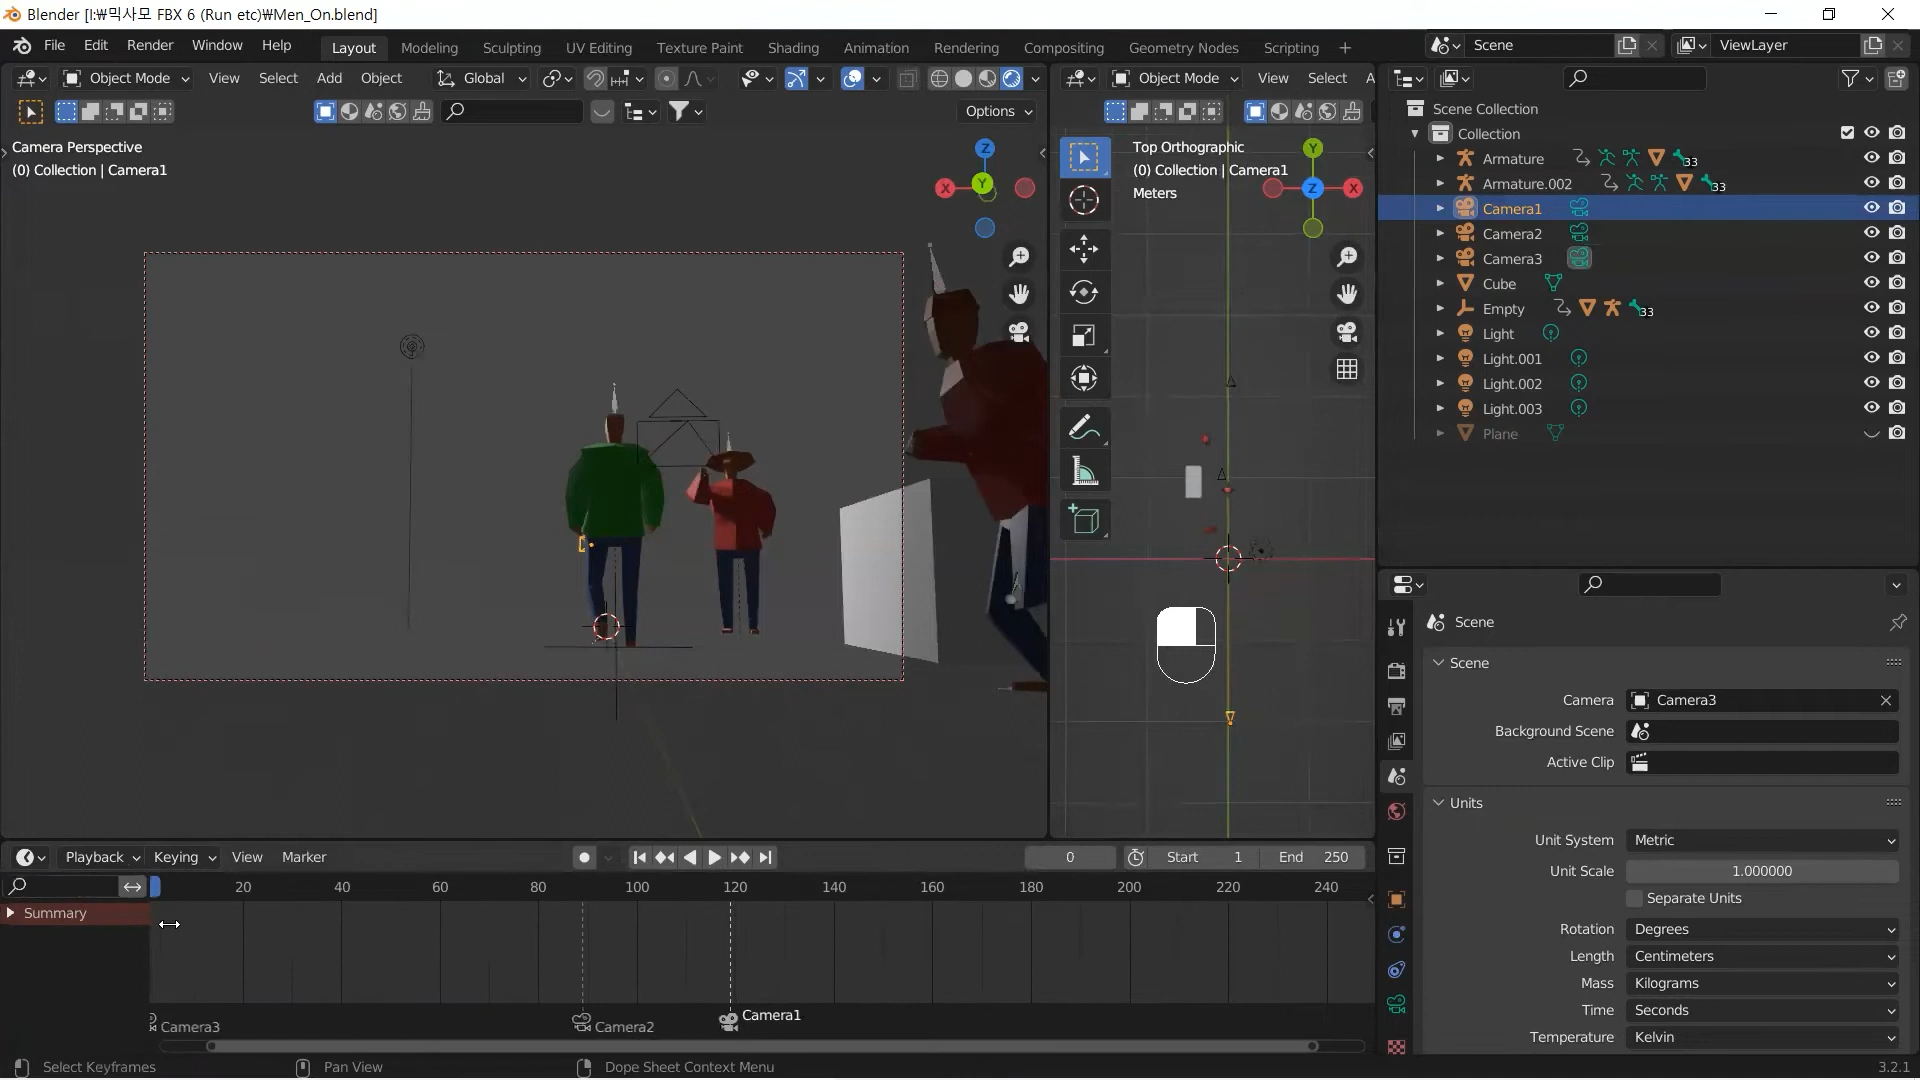 Blender [I:₩믹사모 FBX 6 (Run etc)₩Men_On.blend]
File Edit Render Window Help
Layout Modeling Sculpting UV Editing Texture Paint Shading Animation Rendering Compositing Geometry Nodes Scripting
Scene
ViewLayer
Object Mode View Select Add Object Global
Options
Camera Perspective
(0) Collection | Camera1
Z
Y
X
Object Mode View Select A
Top Orthographic
(0) Collection | Camera1
Meters
Y
Z
X
Scene Collection
Collection
Armature 33
Armature.002 33
Camera1
Camera2
Camera3
Cube
Empty 33
Light
Light.001
Light.002
Light.003
Plane
Scene
Scene
Camera Camera3
Background Scene
Active Clip
Units
Unit System Metric
Unit Scale 1.000000
Separate Units
Rotation Degrees
Length Centimeters
Mass Kilograms
Time Seconds
Temperature Kelvin
Playback Keying View Marker
0 Start 1 End 250
20 40 60 80 100 120 140 160 180 200 220 240
Summary
Camera3 Camera2 Camera1
Select Keyframes Pan View Dope Sheet Context Menu 3.2.1